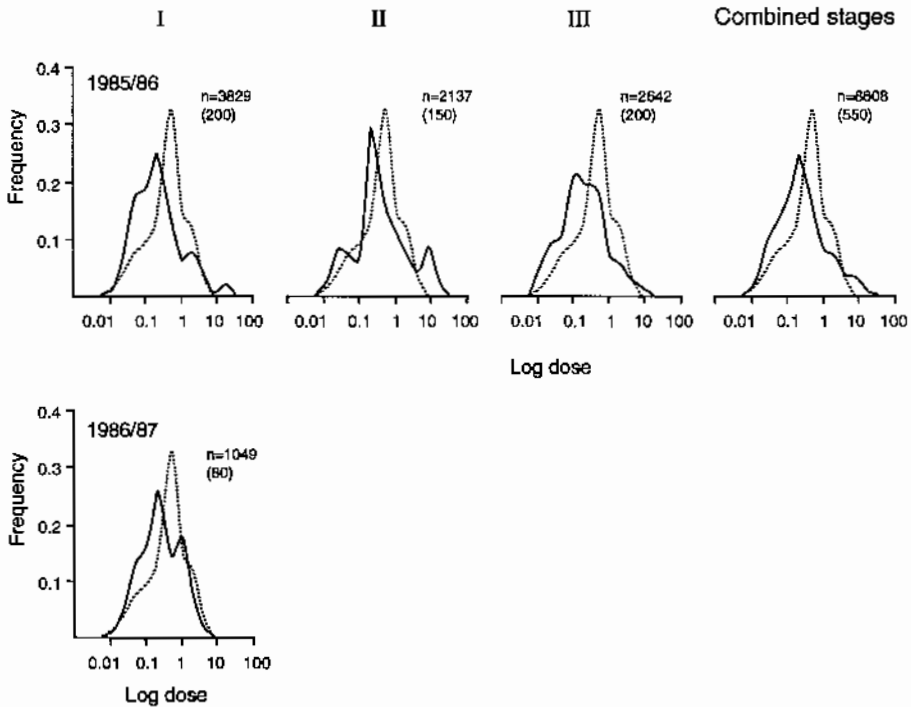 I II III Combined stages
0.4
0.3
0.2
0.1
Frequency
1985/86
n=3829
(200)
n=2137
(150)
n=2642
(200)
n=8808
(550)
0.01 0.1 1 10 100
0.01 0.1 1 10 100
0.01 0.1 1 10 100
0.01 0.1 1 10 100
Log dose
0.4
0.3
0.2
0.1
Frequency
1986/87
n=1049
(80)
0.01 0.1 1 10 100
Log dose